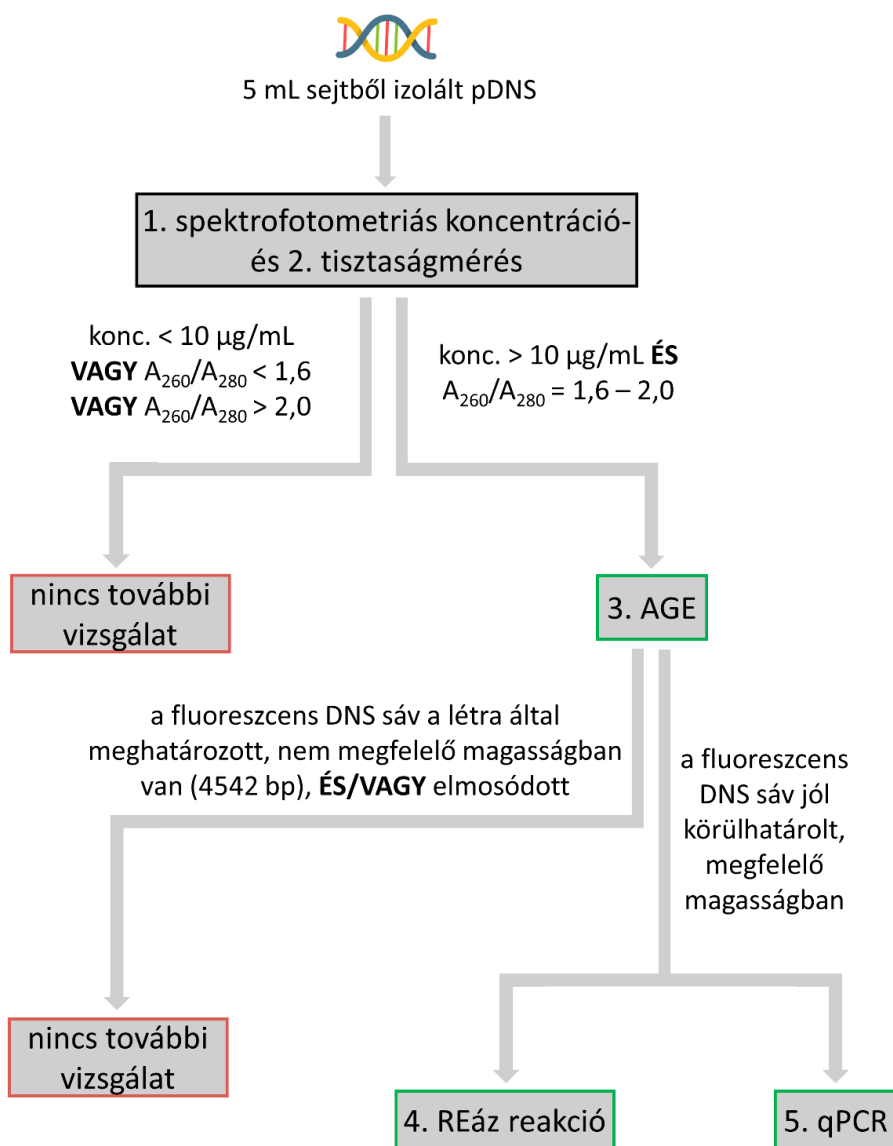 5 mL sejtből izolált pDNS
1. spektrofotometriás koncentráció-
és 2. tisztaságmérés
konc. < 10 µg/mL
VAGY A260/A280 < 1,6
VAGY A260/A280 > 2,0
konc. > 10 µg/mL ÉS
A260/A280 = 1,6 – 2,0
nincs további
vizsgálat
3. AGE
a fluoreszcens DNS sáv a létra által
meghatározott, nem megfelelő magasságban
van (4542 bp), ÉS/VAGY elmosódott
a fluoreszcens
DNS sáv jól
körülhatárolt,
megfelelő
magasságban
nincs további
vizsgálat
4. REáz reakció
5. qPCR